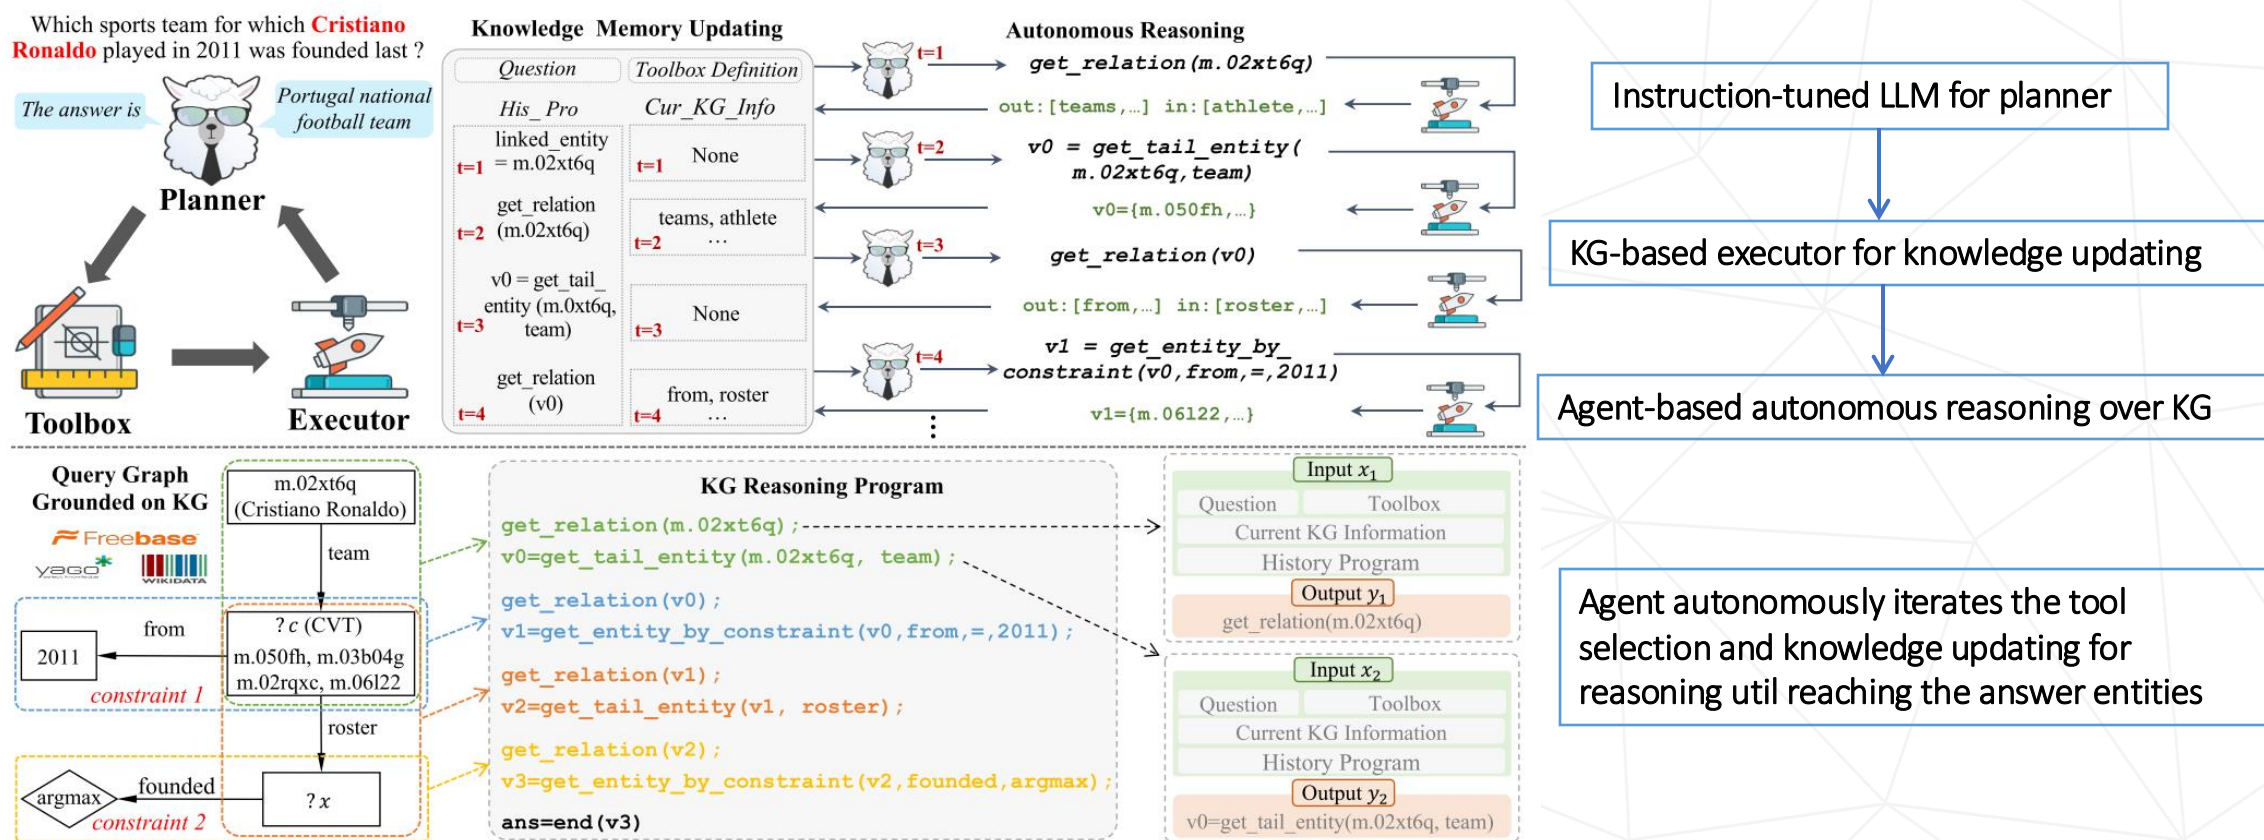 Which sports team for which Cristiano
Ronaldo played in 2011 was founded last ?
The answer is
Portugal national
football team
Planner
Toolbox
Executor
Knowledge Memory Updating
Question
Toolbox Definition
His_Pro
Cur_KG_Info
linked_entity
= m.02xt6q
t=1
None
t=1
get_relation
(m.02xt6q)
t=2
teams, athlete
...
t=2
v0 = get_tail_
entity (m.0xt6q,
team)
t=3
None
t=3
get_relation
(v0)
t=4
from, roster
...
t=4
Autonomous Reasoning
t=1
get_relation(m.02xt6q)
out:[teams,…] in:[athlete,…]
t=2
v0 = get_tail_entity(
m.02xt6q,team)
v0={m.050fh,…}
t=3
get_relation(v0)
out:[from,…] in:[roster,…]
t=4
v1 = get_entity_by_
constraint(v0,from,=,2011)
v1={m.06l22,…}
⋮
Instruction-tuned LLM for planner
KG-based executor for knowledge updating
Agent-based autonomous reasoning over KG
Agent autonomously iterates the tool
selection and knowledge updating for
reasoning util reaching the answer entities
Query Graph
Grounded on KG
Freebase
yago
WIKIDATA
m.02xt6q
(Cristiano Ronaldo)
team
from
2011
? c (CVT)
m.050fh, m.03b04g
m.02rqxc, m.06l22
constraint 1
roster
founded
argmax
? x
constraint 2
KG Reasoning Program
get_relation(m.02xt6q);
v0=get_tail_entity(m.02xt6q, team);
get_relation(v0);
v1=get_entity_by_constraint(v0,from,=,2011);
get_relation(v1);
v2=get_tail_entity(v1, roster);
get_relation(v2);
v3=get_entity_by_constraint(v2,founded,argmax);
ans=end(v3)
Input x₁
Question
Toolbox
Current KG Information
History Program
Output y₁
get_relation(m.02xt6q)
Input x₂
Question
Toolbox
Current KG Information
History Program
Output y₂
v0=get_tail_entity(m.02xt6q, team)